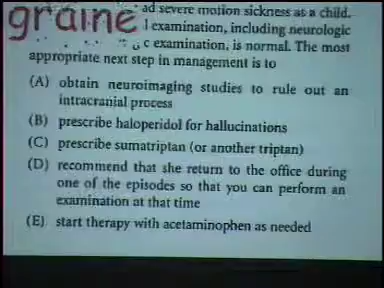 graine
ad severe motion sickness as a child.
l examination, including neurologic
c examination, is normal. The most
appropriate next step in management is to
(A) obtain neuroimaging studies to rule out an
intracranial process
(B) prescribe haloperidol for hallucinations
(C) prescribe sumatriptan (or another triptan)
(D) recommend that she return to the office during
one of the episodes so that you can perform an
examination at that time
(E) start therapy with acetaminophen as needed